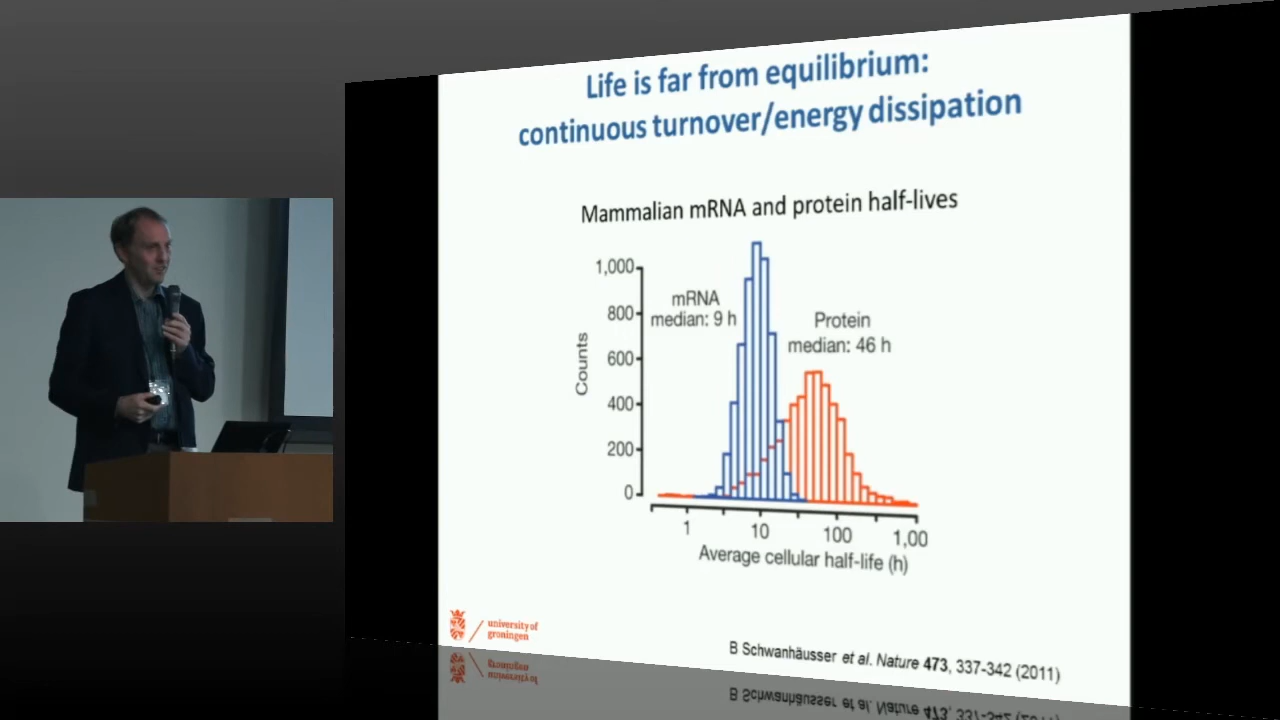 Life is far from equilibrium:
continuous turnover/energy dissipation
Mammalian mRNA and protein half-lives
1,000
800
600
400
200
0
Counts
mRNA
median: 9 h
Protein
median: 46 h
1
10
100
1,00
Average cellular half-life (h)
university of
groningen
B Schwanhäusser et al. Nature 473, 337-342 (2011)